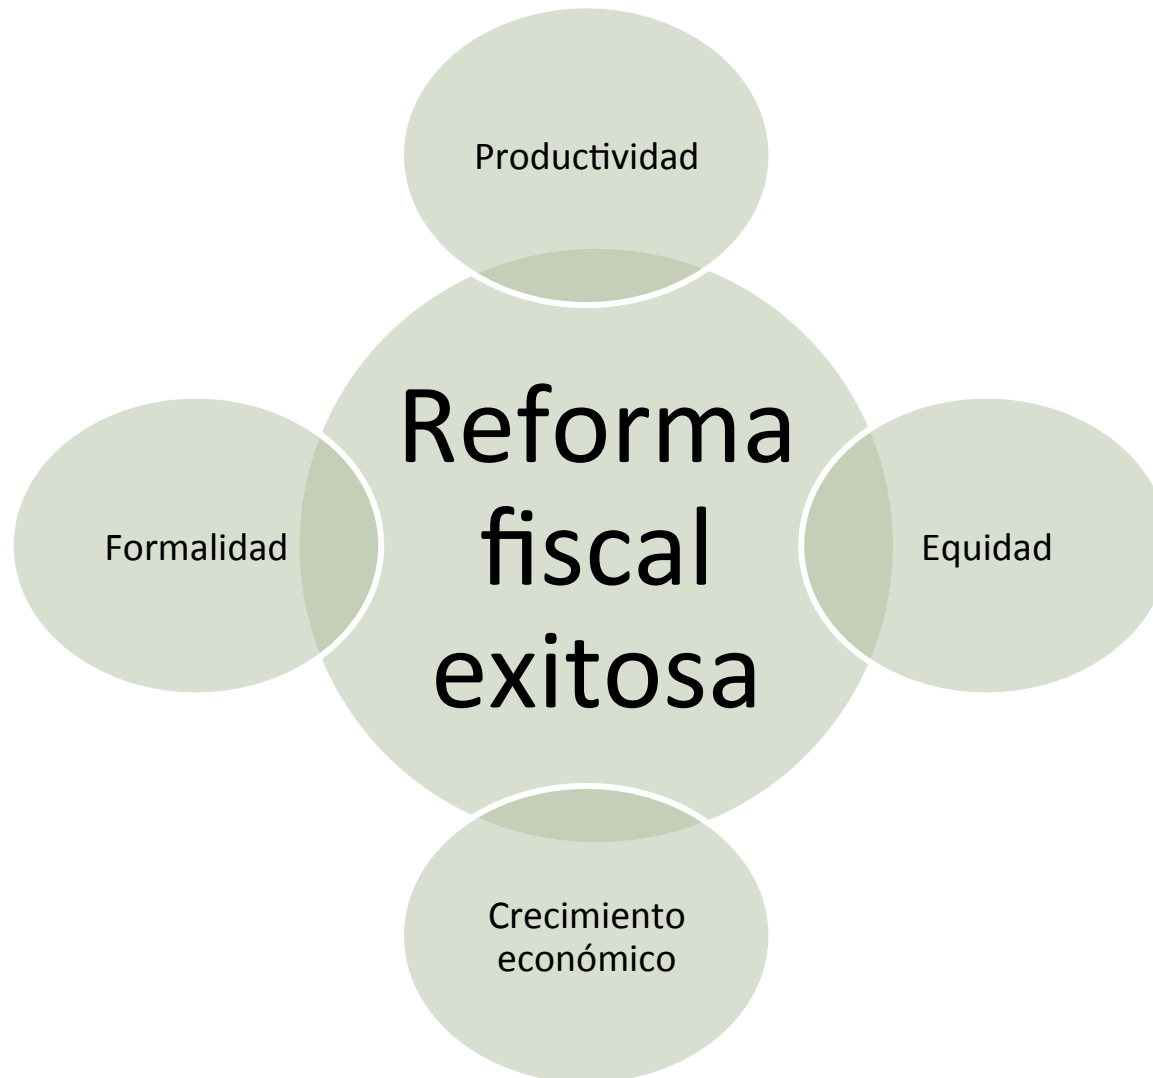 Productividad
Reforma
fiscal
exitosa
Formalidad
Equidad
Crecimiento
económico